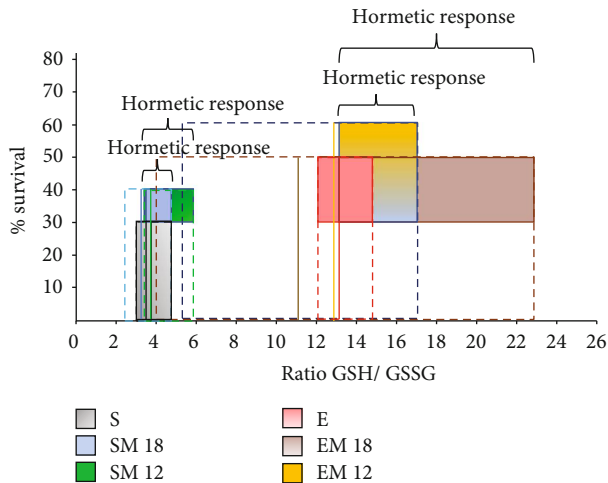 Hormetic response
Hormetic response
Hormetic response
Hormetic response
80
70
60
50
40
30
20
10
% survival
0 2 4 6 8 10 12 14 16 18 20 22 24 26
Ratio GSH/ GSSG
S
SM 18
SM 12
E
EM 18
EM 12